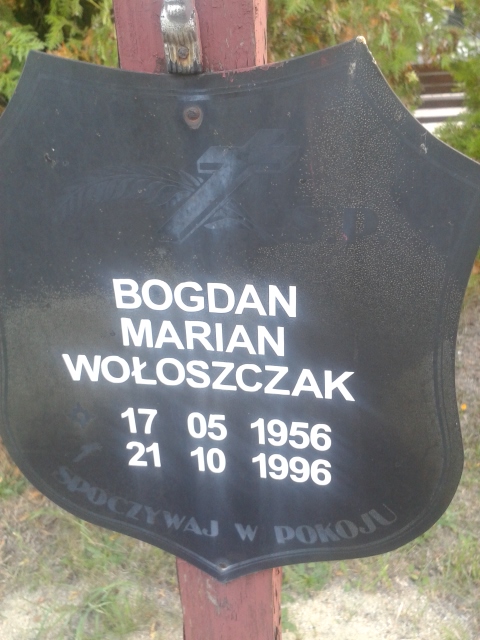 BOGDAN
MARIAN
WOŁOSZCZAK
17 05 1956
21 10 1996
SPOCZYWAJ W POKOJU